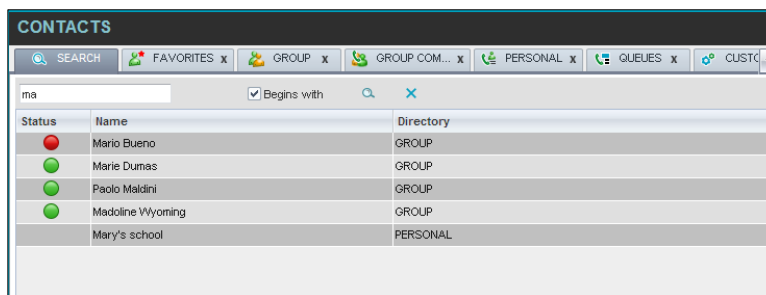 CONTACTS
SEARCH FAVORITES x GROUP x GROUP COM... x PERSONAL x QUEUES x
ma Begins with
Status Name Directory
Mario Bueno GROUP
Marie Dumas GROUP
Paolo Maldini GROUP
Madoline Wyoming GROUP
Mary's school PERSONAL